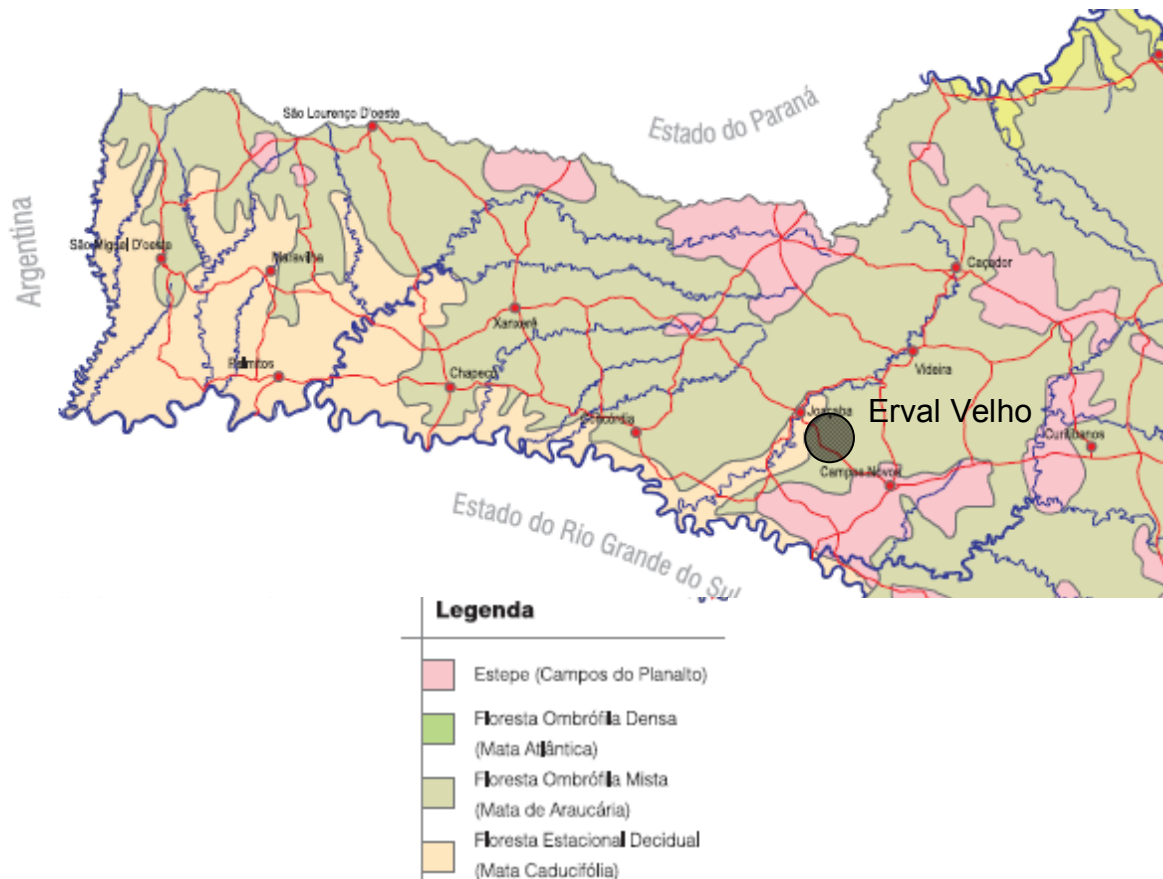 Estado do Paraná
Argentina
São Lourenço D'oeste
São Miguel D'oeste
Maravilha
Caçador
Xanxerê
Videira
Palmitos
Chapecó
Joaçaba
Erval Velho
Concórdia
Curitibanos
Campos Novos
Estado do Rio Grande do Sul
Legenda
Estepe (Campos do Planalto)
Floresta Ombrófila Densa
(Mata Atlântica)
Floresta Ombrófila Mista
(Mata de Araucária)
Floresta Estacional Decidual
(Mata Caducifólia)